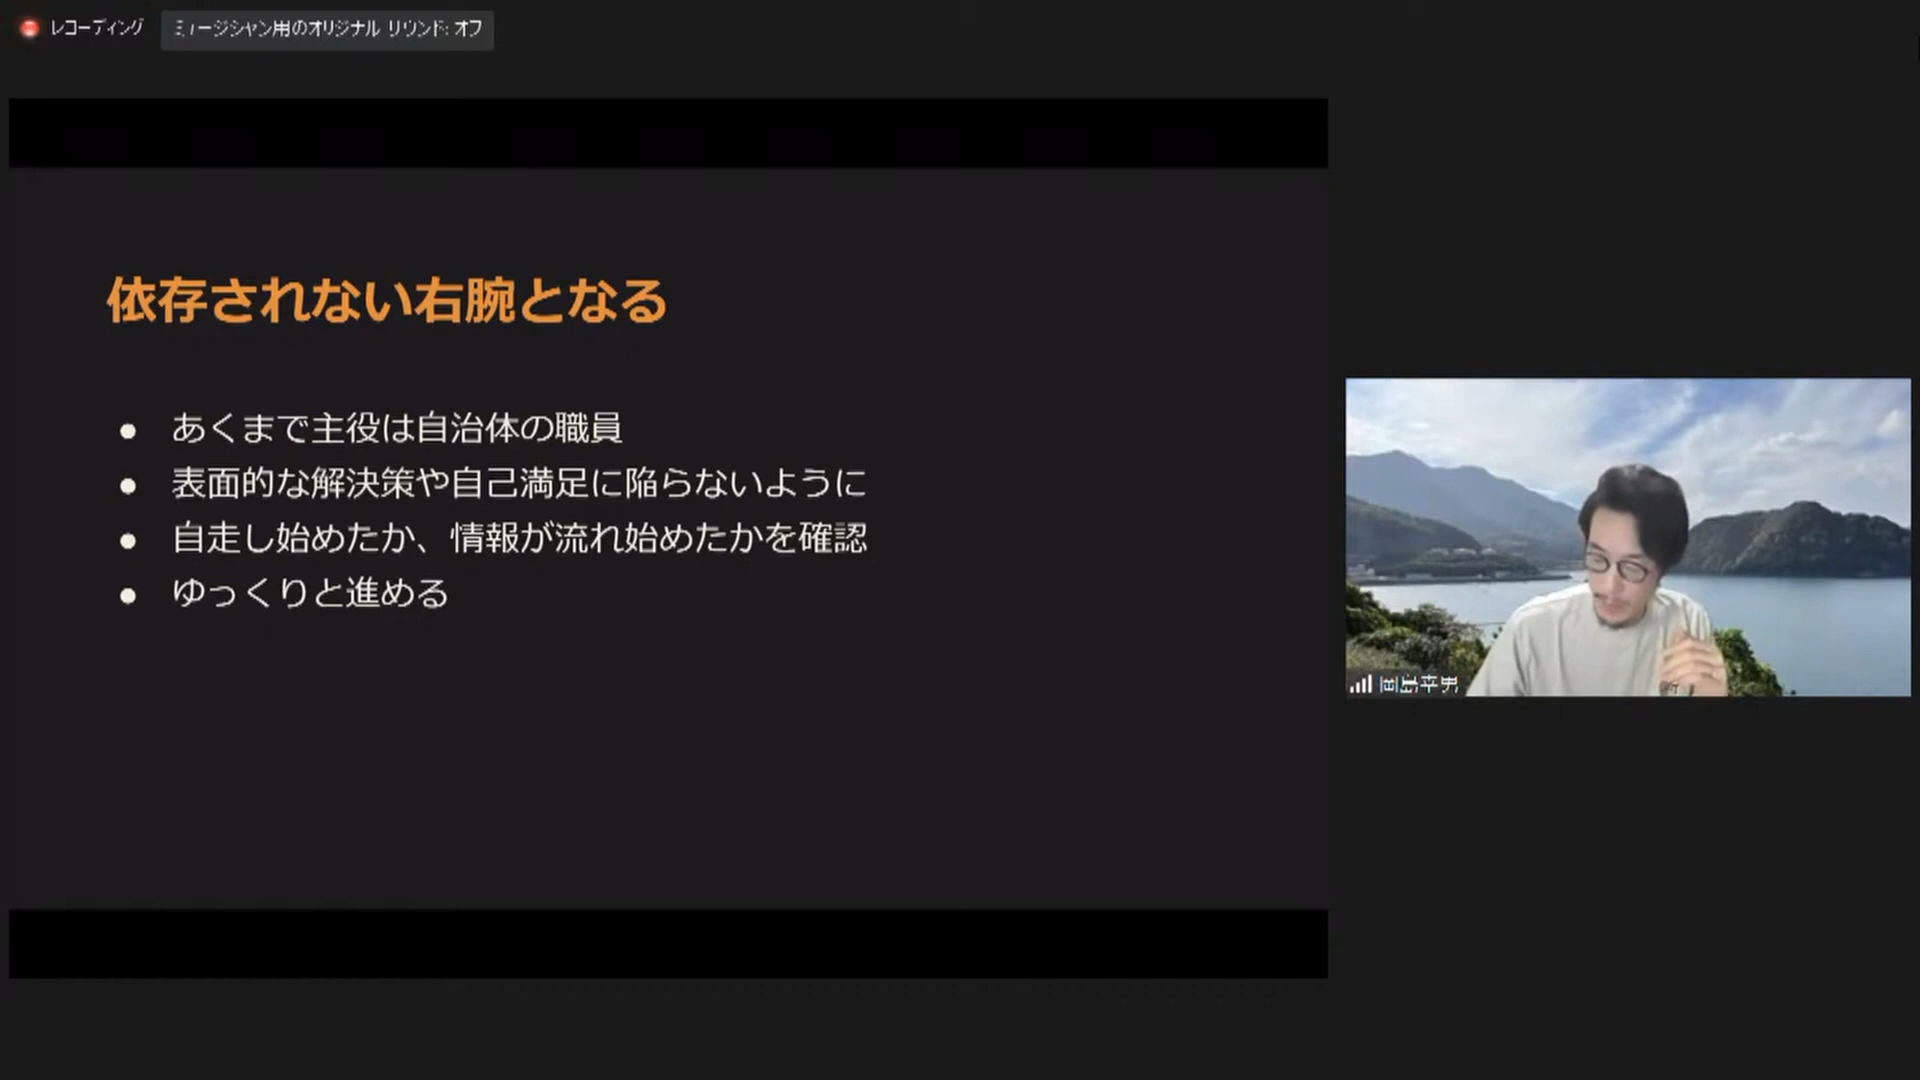 レコーディング
ミュージシャン用のオリジナル サウンド: オフ
依存されない右腕となる
● あくまで主役は自治体の職員
● 表面的な解決策や自己満足に陥らないように
● 自走し始めたか、情報が流れ始めたかを確認
● ゆっくりと進める